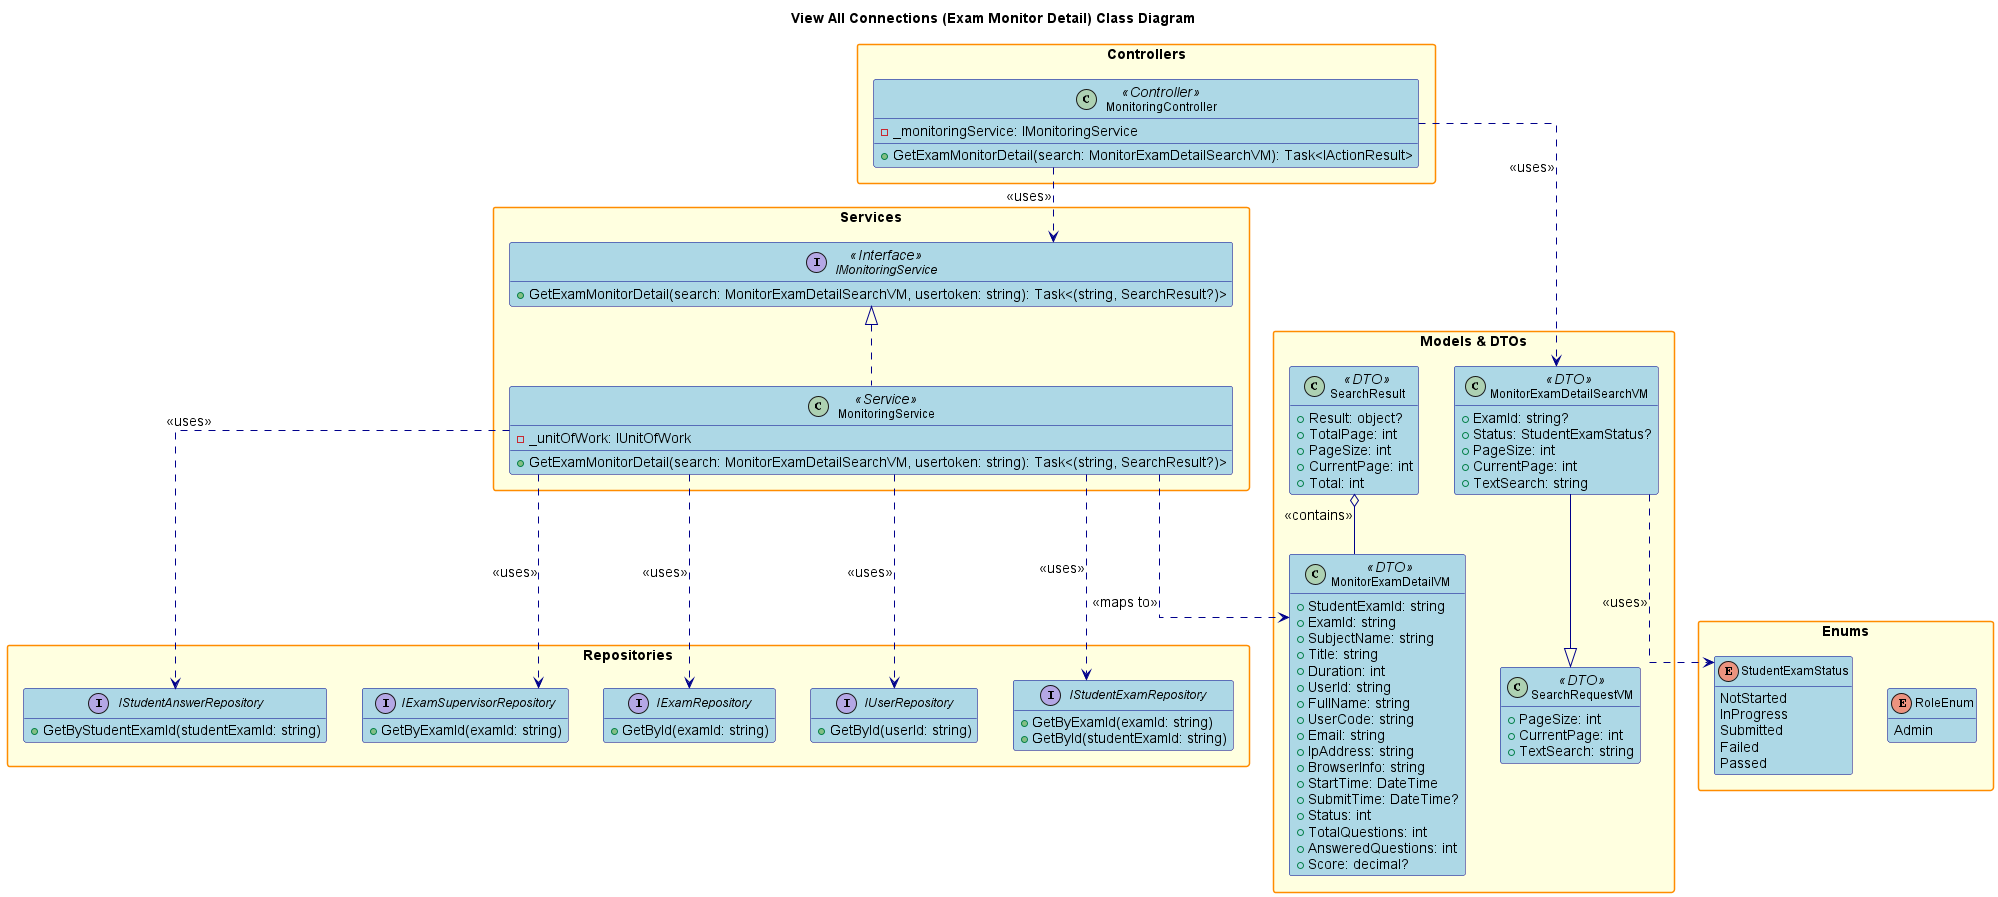 View All Connections (Exam Monitor Detail) Class Diagram
Controllers
C
«Controller»
MonitoringController
_monitoringService: IMonitoringService
GetExamMonitorDetail(search: MonitorExamDetailSearchVM): Task<IActionResult>
«uses»
«uses»
Services
I
«Interface»
IMonitoringService
GetExamMonitorDetail(search: MonitorExamDetailSearchVM, usertoken: string): Task<(string, SearchResult?)>
C
«Service»
MonitoringService
_unitOfWork: IUnitOfWork
GetExamMonitorDetail(search: MonitorExamDetailSearchVM, usertoken: string): Task<(string, SearchResult?)>
«uses»
«uses»
«uses»
«uses»
«uses»
«maps to»
Models & DTOs
C
«DTO»
SearchResult
Result: object?
TotalPage: int
PageSize: int
CurrentPage: int
Total: int
C
«DTO»
MonitorExamDetailSearchVM
ExamId: string?
Status: StudentExamStatus?
PageSize: int
CurrentPage: int
TextSearch: string
«contains»
C
«DTO»
MonitorExamDetailVM
StudentExamId: string
ExamId: string
SubjectName: string
Title: string
Duration: int
UserId: string
FullName: string
UserCode: string
Email: string
IpAddress: string
BrowserInfo: string
StartTime: DateTime
SubmitTime: DateTime?
Status: int
TotalQuestions: int
AnsweredQuestions: int
Score: decimal?
«uses»
C
«DTO»
SearchRequestVM
PageSize: int
CurrentPage: int
TextSearch: string
Repositories
I
IStudentAnswerRepository
GetByStudentExamId(studentExamId: string)
I
IExamSupervisorRepository
GetByExamId(examId: string)
I
IExamRepository
GetById(examId: string)
I
IUserRepository
GetById(userId: string)
I
IStudentExamRepository
GetByExamId(examId: string)
GetById(studentExamId: string)
Enums
E
StudentExamStatus
NotStarted
InProgress
Submitted
Failed
Passed
E
RoleEnum
Admin